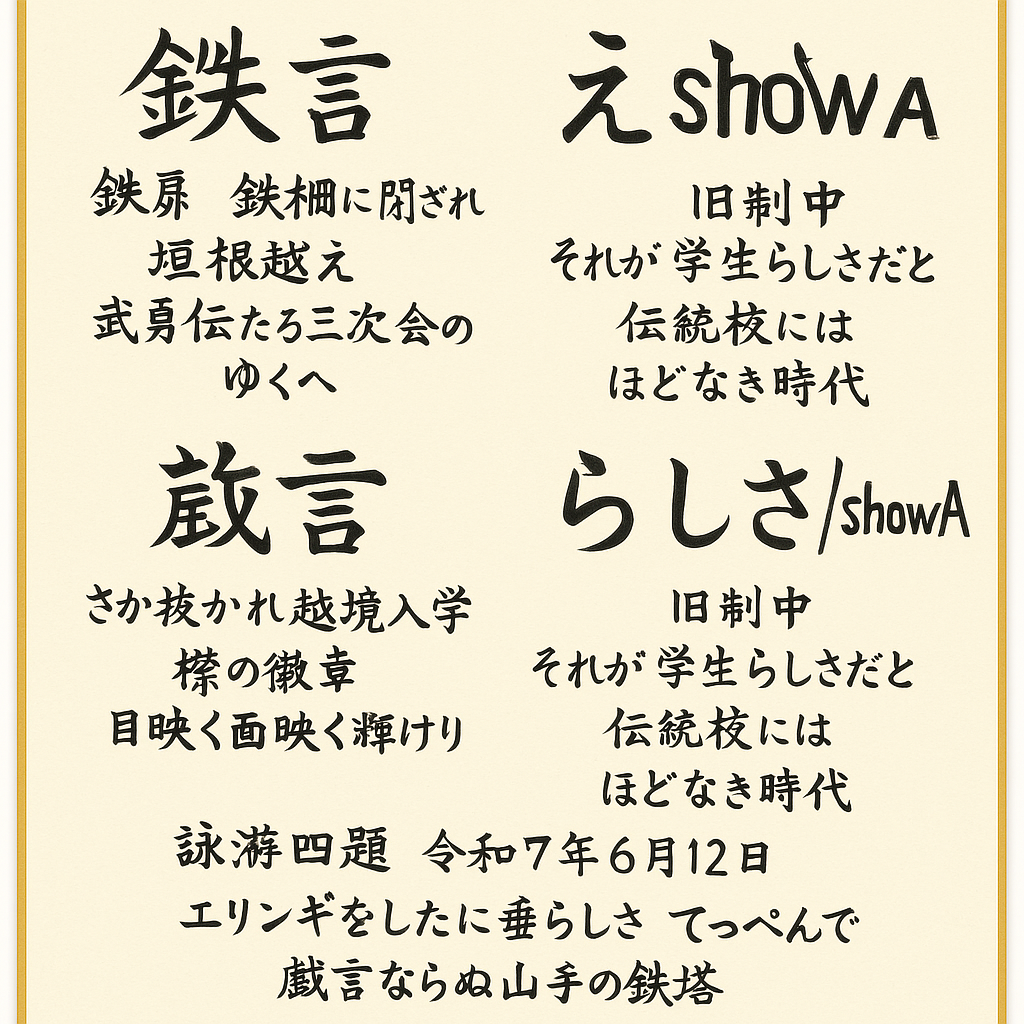 鉄言
鉄扉 鉄柵に閉ざれ
垣根越え
武勇伝たろ三次会の
ゆくへ
えshowA
旧制中
それが学生らしさだと
伝統校には
ほどなき時代
言
さか抜かれ越境入学
の徽章
目映く面映く輝けり
らしさ/showA
旧制中
それが学生らしさだと
伝統校には
ほどなき時代
詠游四題 令和7年6月12日
エリンギをしたに垂らしさ てっぺんで
戯言ならぬ山手の鉄塔